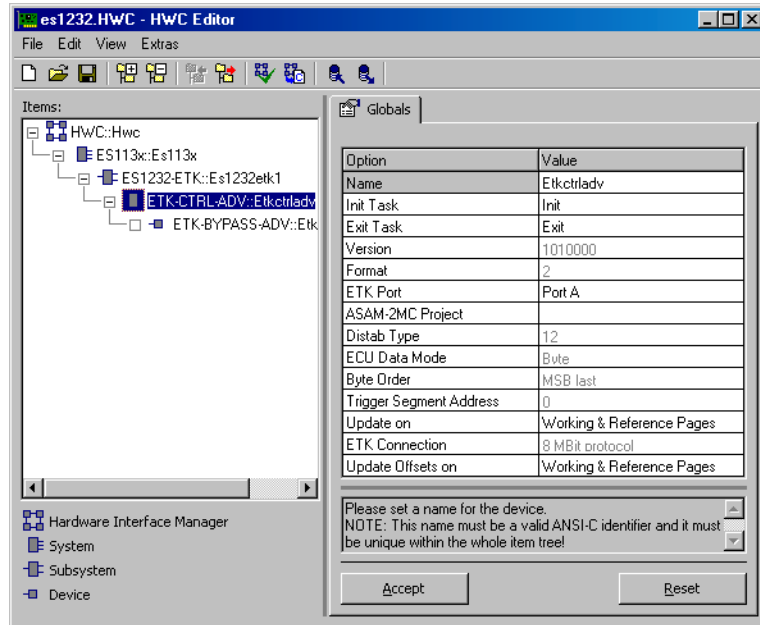 es1232.HWC - HWC Editor
File Edit View Extras
Items:
HWC::Hwc
ES113x::Es113x
ES1232-ETK::Es1232etk1
ETK-CTRL-ADV::Etkctrladv
ETK-BYPASS-ADV::Etk
Hardware Interface Manager
System
Subsystem
Device
Globals
Option Value
Name Etkctrladv
Init Task Init
Exit Task Exit
Version 1010000
Format 2
ETK Port Port A
ASAM-2MC Project
Distab Type 12
ECU Data Mode Byte
Byte Order MSB last
Trigger Segment Address 0
Update on Working & Reference Pages
ETK Connection 8 MBit protocol
Update Offsets on Working & Reference Pages
Please set a name for the device.
NOTE: This name must be a valid ANSI-C identifier and it must
be unique within the whole item tree!
Accept Reset